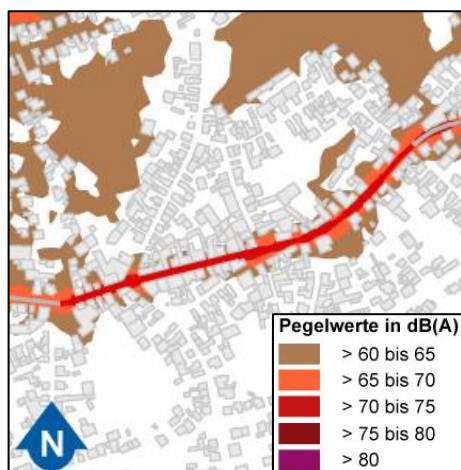 Pegelwerte in dB(A)
> 60 bis 65
> 65 bis 70
> 70 bis 75
> 75 bis 80
> 80
N